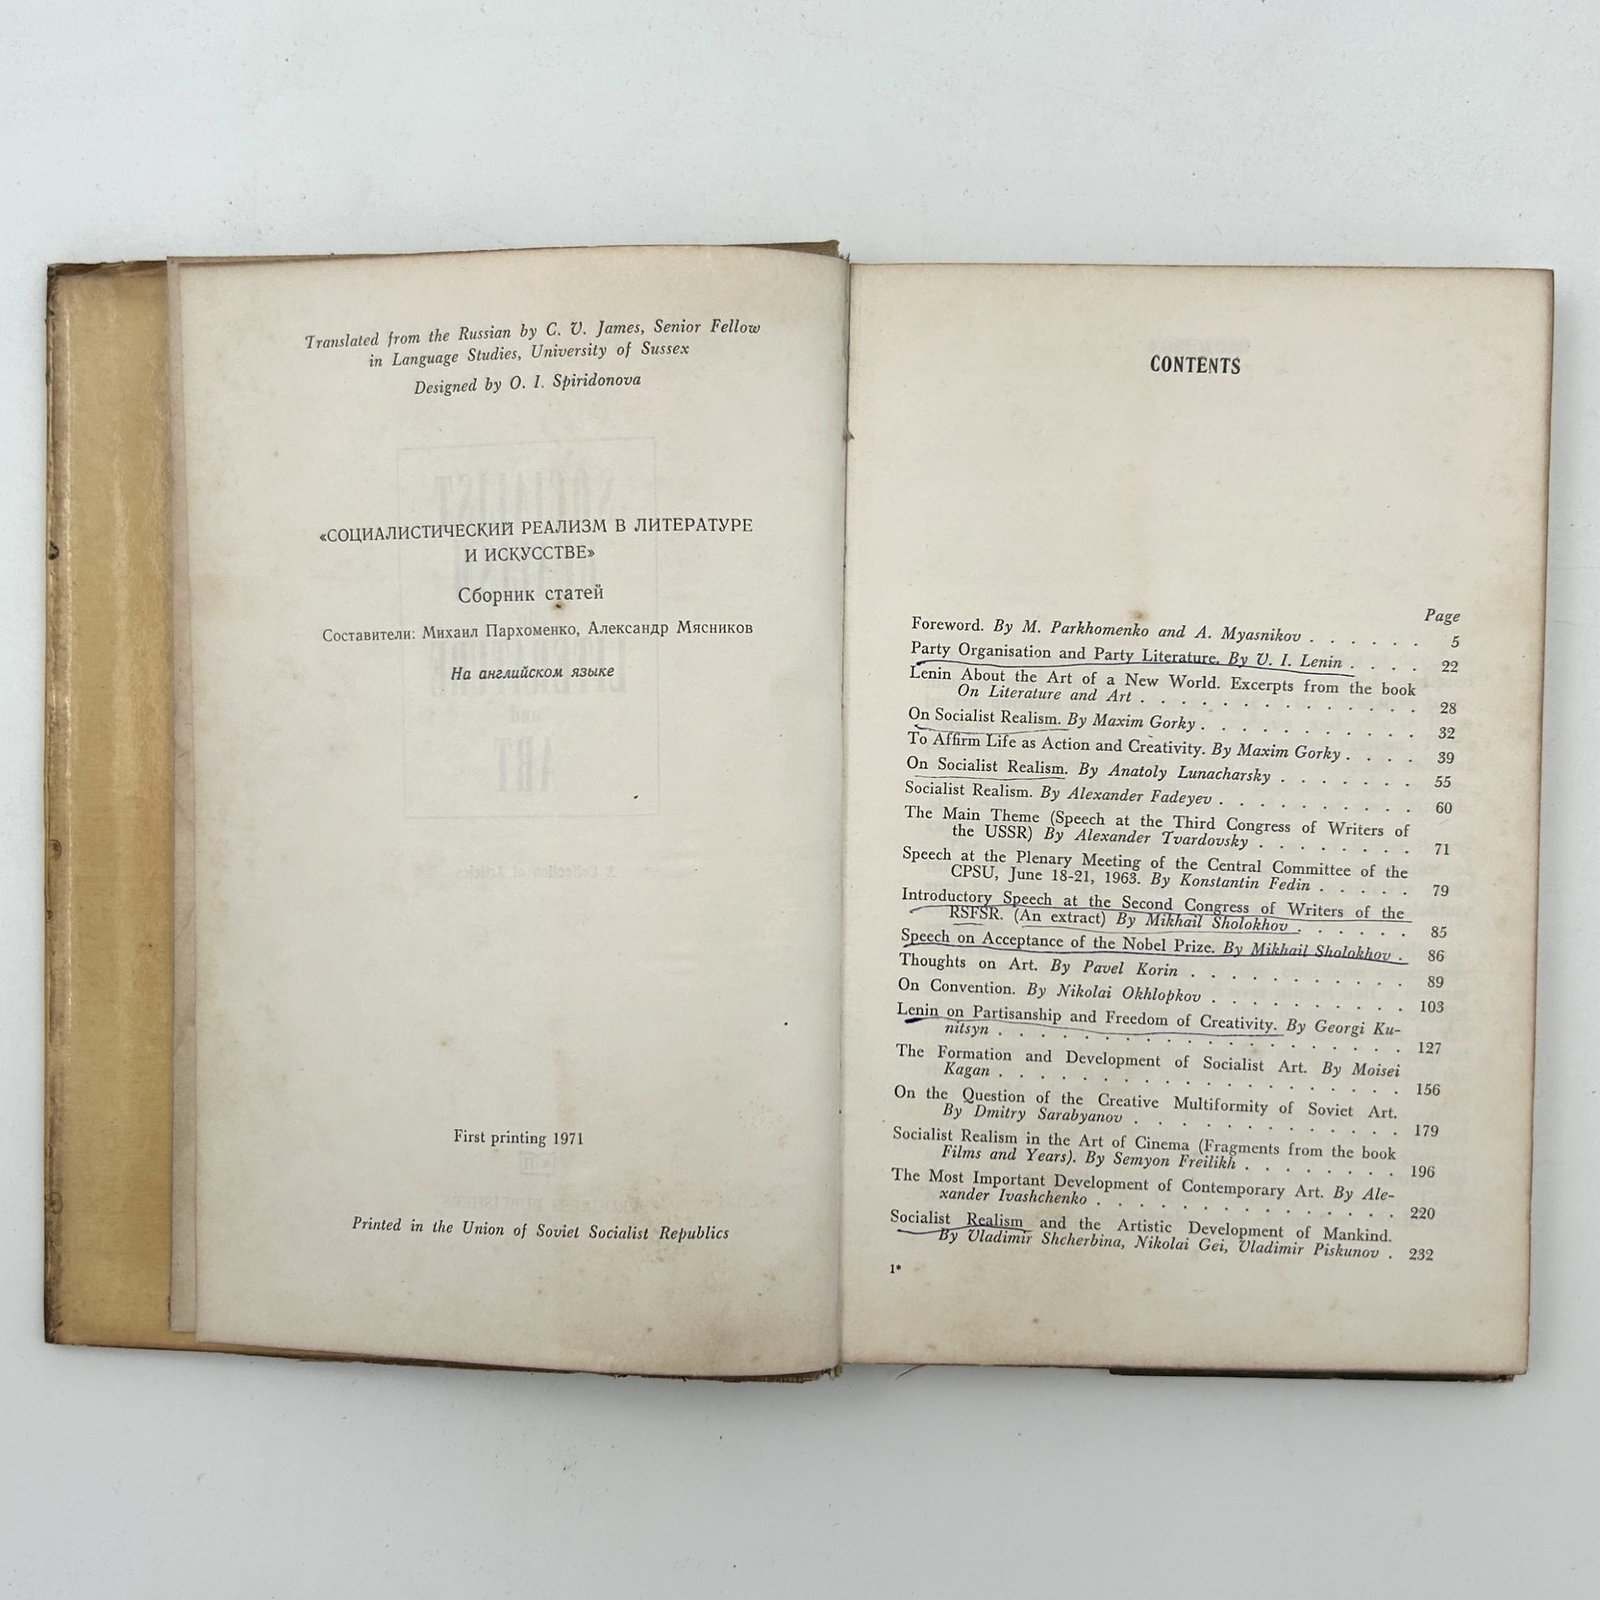 Translated from the Russian by C. V. James, Senior Fellow
in Language Studies, University of Sussex
Designed by O. I. Spiridonova
«СОЦИАЛИСТИЧЕСКИЙ РЕАЛИЗМ В ЛИТЕРАТУРЕ
И ИСКУССТВЕ»
Сборник статей
Составители: Михаил Пархоменко, Александр Мясников
На английском языке
First printing 1971
Printed in the Union of Soviet Socialist Republics
CONTENTS
Page
Foreword. By M. Parkhomenko and A. Myasnikov . . . . . . 5
Party Organisation and Party Literature. By V. I. Lenin . . . . 22
Lenin About the Art of a New World. Excerpts from the book
On Literature and Art . . . . . . . . . . . . . . 28
On Socialist Realism. By Maxim Gorky . . . . . . . . . . . 32
To Affirm Life as Action and Creativity. By Maxim Gorky . . . . 39
On Socialist Realism. By Anatoly Lunacharsky . . . . . . . 55
Socialist Realism. By Alexander Fadeyev . . . . . . . . . . 60
The Main Theme (Speech at the Third Congress of Writers of
the USSR) By Alexander Tvardovsky . . . . . . . . 71
Speech at the Plenary Meeting of the Central Committee of the
CPSU, June 18-21, 1963. By Konstantin Fedin . . . . . 79
Introductory Speech at the Second Congress of Writers of the
RSFSR. (An extract) By Mikhail Sholokhov . . . . . . 85
Speech on Acceptance of the Nobel Prize. By Mikhail Sholokhov . 86
Thoughts on Art. By Pavel Korin . . . . . . . . . . . 89
On Convention. By Nikolai Okhlopkov . . . . . . . . . . 103
Lenin on Partisanship and Freedom of Creativity. By Georgi Ku-
nitsyn . . . . . . . . . . . . . . . . . . . . 127
The Formation and Development of Socialist Art. By Moisei
Kagan . . . . . . . . . . . . . . . . . . . . 156
On the Question of the Creative Multiformity of Soviet Art.
By Dmitry Sarabyanov . . . . . . . . . . . . . 179
Socialist Realism in the Art of Cinema (Fragments from the book
Films and Years). By Semyon Freilikh . . . . . . . . 196
The Most Important Development of Contemporary Art. By Ale-
xander Ivashchenko . . . . . . . . . . . . . . . 220
Socialist Realism and the Artistic Development of Mankind.
By Vladimir Shcherbina, Nikolai Gei, Vladimir Piskunov . 232
1*